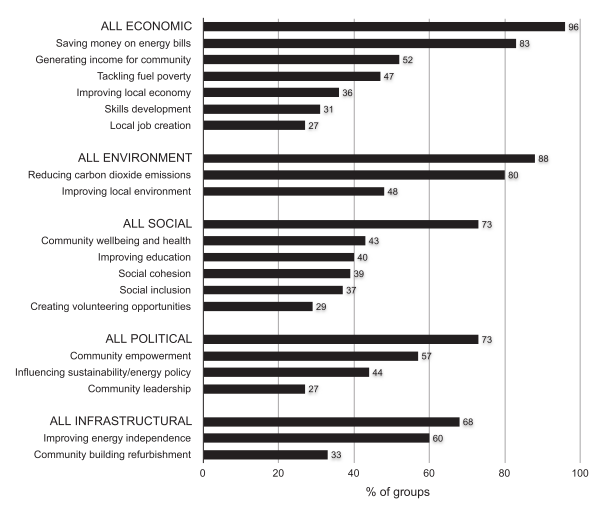 ALL ECONOMIC 96
Saving money on energy bills 83
Generating income for community 52
Tackling fuel poverty 47
Improving local economy 36
Skills development 31
Local job creation 27
ALL ENVIRONMENT 88
Reducing carbon dioxide emissions 80
Improving local environment 48
ALL SOCIAL 73
Community wellbeing and health 43
Improving education 40
Social cohesion 39
Social inclusion 37
Creating volunteering opportunities 29
ALL POLITICAL 73
Community empowerment 57
Influencing sustainability/energy policy 44
Community leadership 27
ALL INFRASTRUCTURAL 68
Improving energy independence 60
Community building refurbishment 33
0 20 40 60 80 100
% of groups